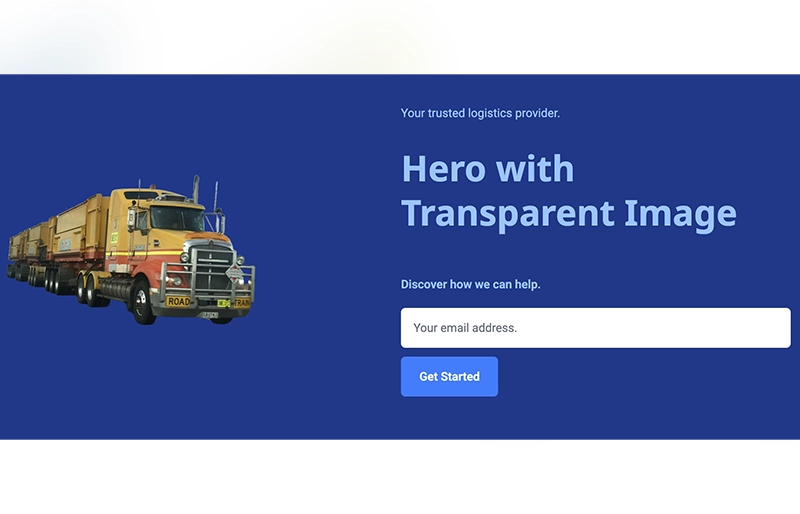 Your trusted logistics provider.
Hero with
Transparent Image
Discover how we can help.
Your email address.
Get Started
ROAD
TRAIN